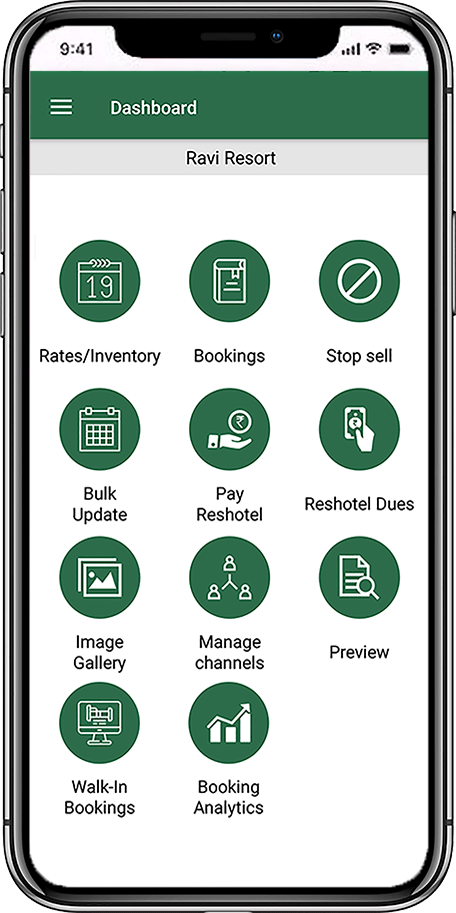 9:41
Dashboard
Ravi Resort
19
Rates/Inventory
Bookings
Stop sell
₹
₹
Bulk
Update
Pay
Reshotel
Reshotel Dues
Image
Gallery
Manage
channels
Preview
Walk-In
Bookings
Booking
Analytics